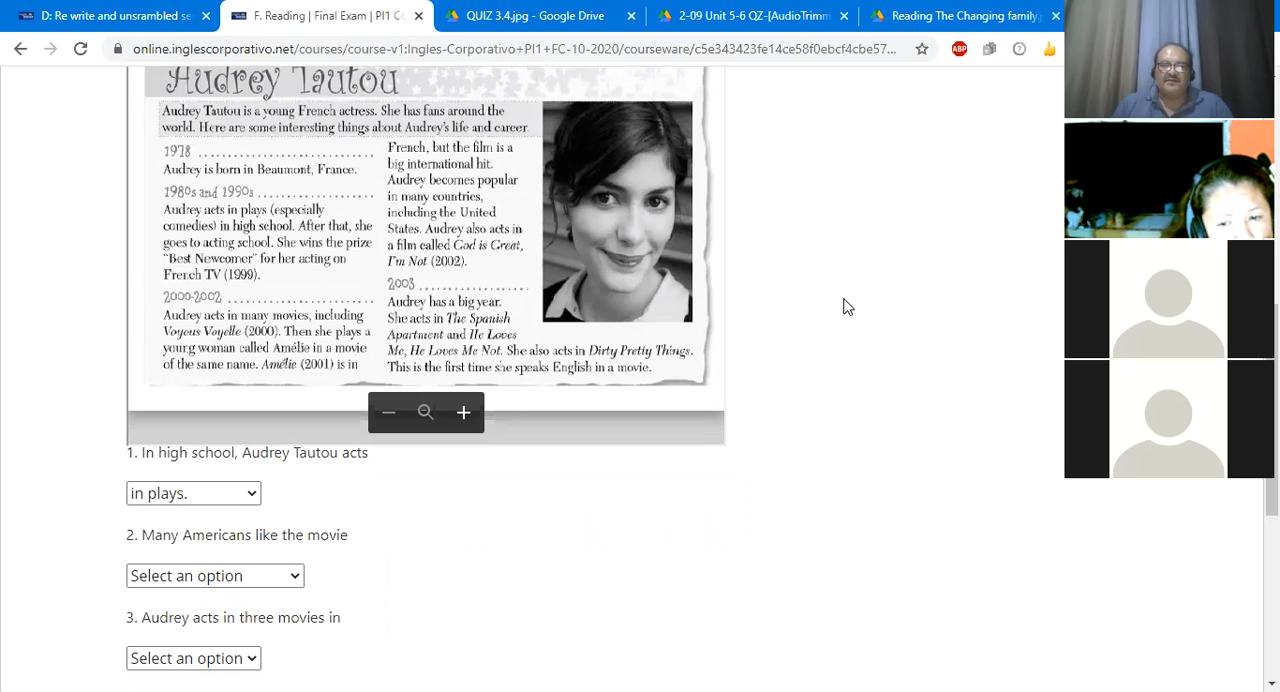 D: Re write and unsrambled se
F. Reading | Final Exam | PI1 Co
QUIZ 3.4.jpg - Google Drive
2-09 Unit 5-6 QZ-[AudioTrimm
Reading The Changing family.j
online.inglescorporativo.net/courses/course-v1:Ingles-Corporativo+PI1+FC-10-2020/courseware/c5e343423fe14ce58f0ebcf4cbe57...
ABP
Audrey Tautou
Audrey Tautou is a young French actress. She has fans around the
world. Here are some interesting things about Audrey's life and career.
1978
Audrey is born in Beaumont, France.
1980s and 1990s
Audrey acts in plays (especially
comedies) in high school. After that, she
goes to acting school. She wins the prize
"Best Newcomer" for her acting on
French TV (1999).
2000-2002
Audrey acts in many movies, including
Voyous Voyelle (2000). Then she plays a
young woman called Amélie in a movie
of the same name. Amélie (2001) is in
French, but the film is a
big international hit.
Audrey becomes popular
in many countries,
including the United
States. Audrey also acts in
a film called God is Great,
I'm Not (2002).
2003
Audrey has a big year.
She acts in The Spanish
Apartment and He Loves
Me, He Loves Me Not. She also acts in Dirty Pretty Things.
This is the first time she speaks English in a movie.
1. In high school, Audrey Tautou acts
in plays.
2. Many Americans like the movie
Select an option
3. Audrey acts in three movies in
Select an option